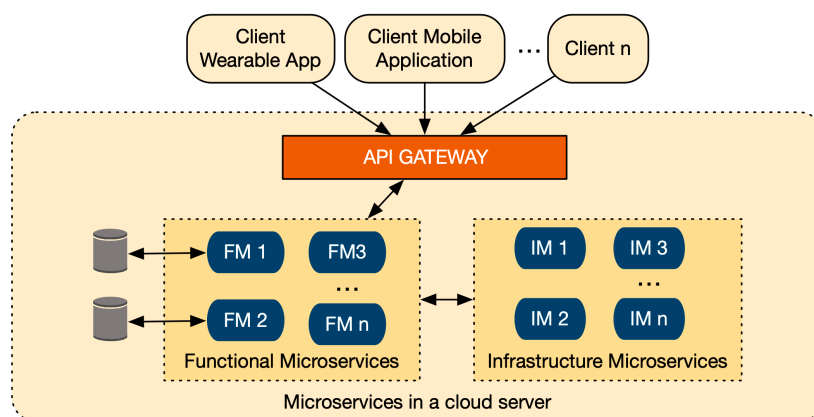 Client
Wearable App
Client Mobile
Application
...
Client n
API GATEWAY
FM 1
FM3
...
FM 2
FM n
Functional Microservices
IM 1
IM 3
...
IM 2
IM n
Infrastructure Microservices
Microservices in a cloud server